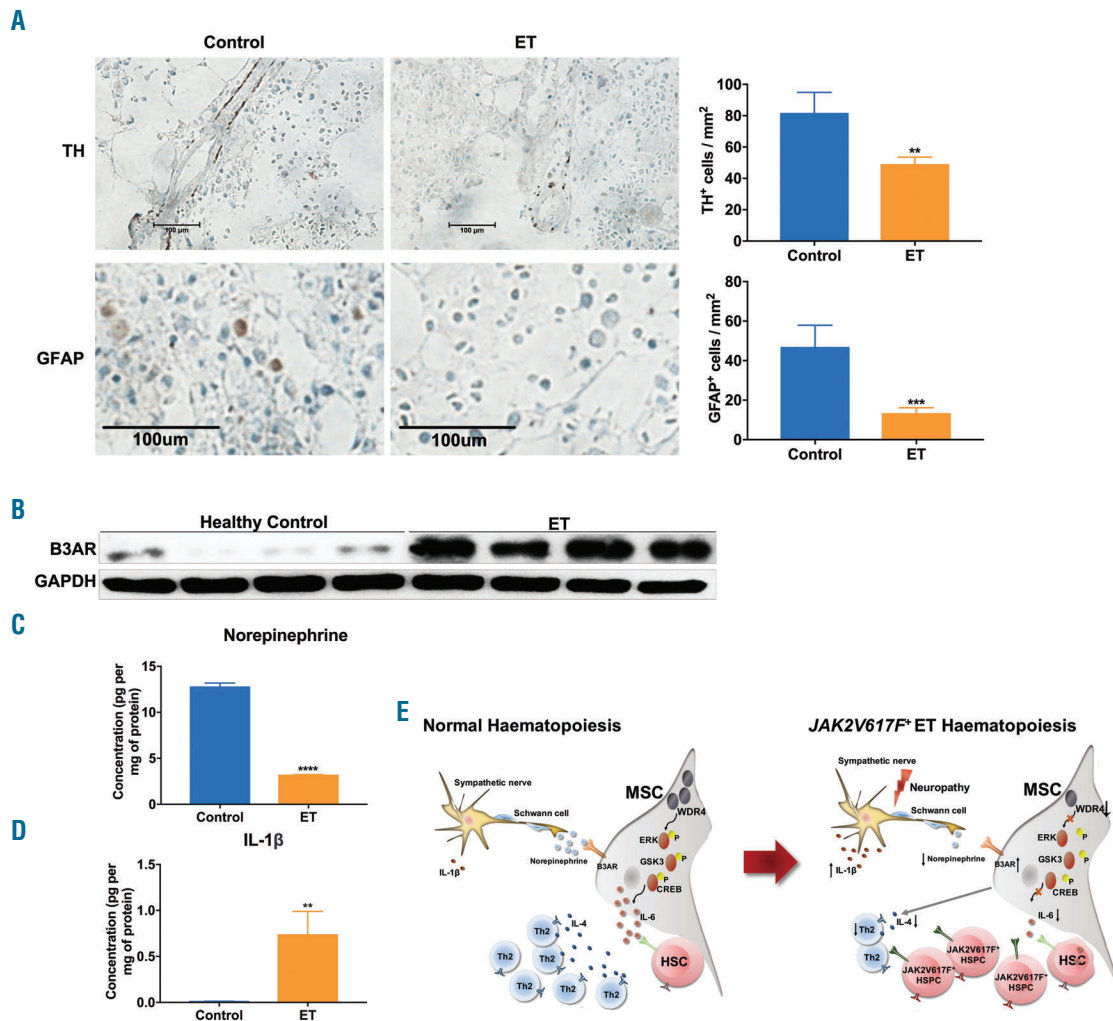 A
Control
ET
TH
100 µm
100 µm
GFAP
100um
100um
TH+ cells / mm2
100
80
60
40
20
0
**
Control
ET
GFAP+ cells / mm2
80
60
40
20
0
***
Control
ET
B
Healthy Control
ET
B3AR
GAPDH
C
Norepinephrine
Concentration (pg per
mg of protein)
15
10
5
0
****
Control
ET
D
IL-1β
Concentration (pg per
mg of protein)
1.0
0.5
0.0
**
Control
ET
E
Normal Haematopoiesis
Sympathetic nerve
Schwann cell
Norepinephrine
IL-1β
MSC
WDR4
ERK
P
GSK3
P
P
CREB
B3AR
IL-6
IL-4
Th2
Th2
Th2
Th2
Th2
Th2
HSC
JAK2V617F+ ET Haematopoiesis
Sympathetic nerve
Neuropathy
Schwann cell
↓ Norepinephrine
↑ IL-1β
MSC
WDR4↓
ERK
P
GSK3
P
P
CREB
B3AR ↑
IL-6 ↓
IL-4 ↓
↓ Th2
Th2
JAK2V617F+
HSPC
JAK2V617F+
HSPC
JAK2V617F+
HSPC
HSC